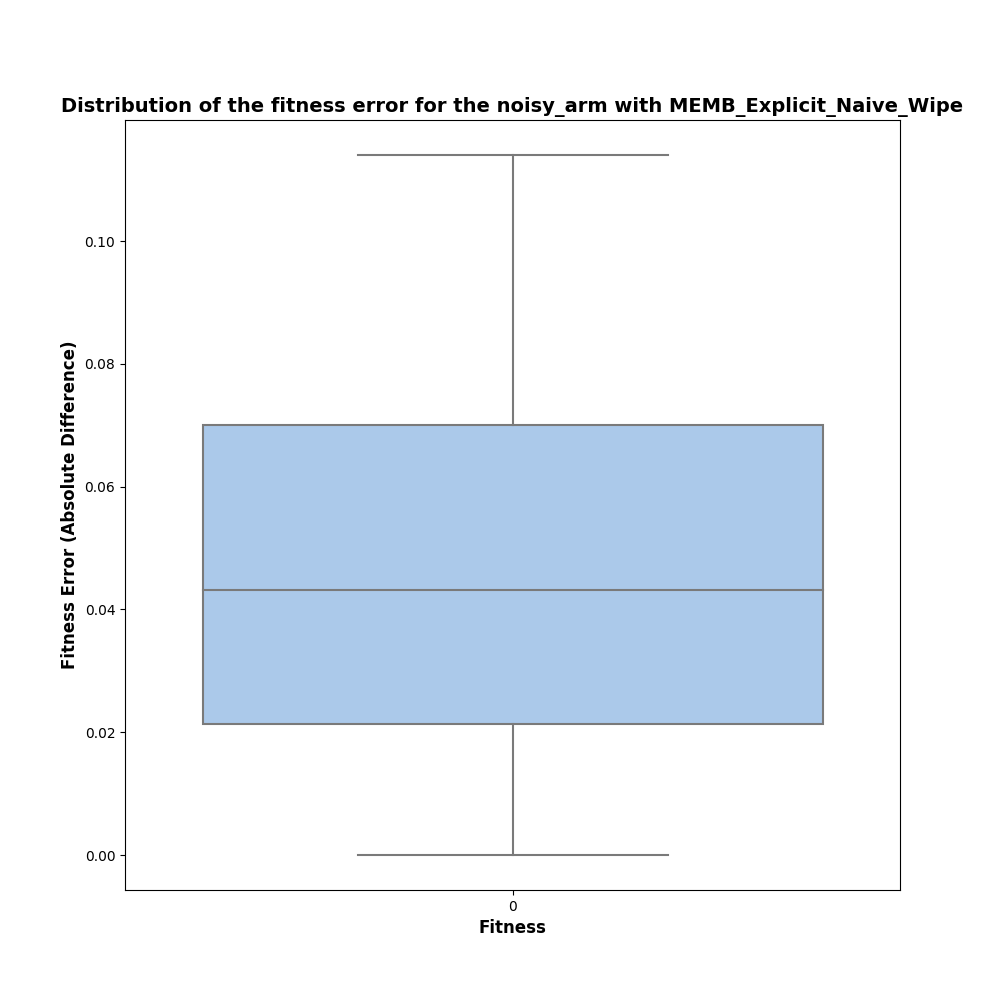 Distribution of the fitness error for the noisy_arm with MEMB_Explicit_Naive_Wipe
Fitness Error (Absolute Difference)
0.10
0.08
0.06
0.04
0.02
0.00
0
Fitness